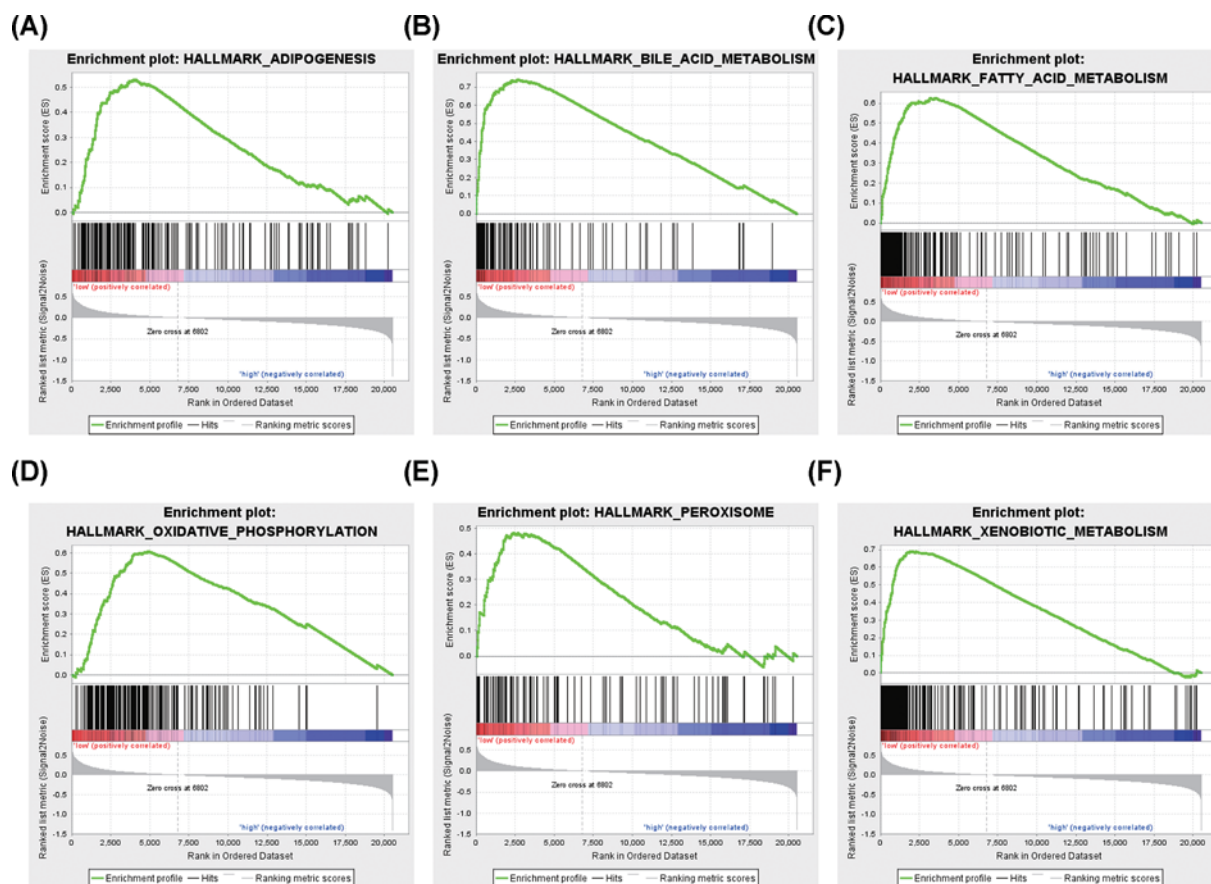 (A)
Enrichment plot: HALLMARK_ADIPOGENESIS
Enrichment score (ES)
0.5
0.4
0.3
0.2
0.1
0.0
'low' (positively correlated)
Ranked list metric (Signal2Noise)
0.5
0.0
-0.5
-1.0
-1.5
Zero cross at 6802
'high' (negatively correlated)
0 2,500 5,000 7,500 10,000 12,500 15,000 17,500 20,000
Rank in Ordered Dataset
Enrichment profile Hits Ranking metric scores
(B)
Enrichment plot: HALLMARK_BILE_ACID_METABOLISM
Enrichment score (ES)
0.7
0.6
0.5
0.4
0.3
0.2
0.1
0.0
'low' (positively correlated)
Ranked list metric (Signal2Noise)
0.5
0.0
-0.5
-1.0
-1.5
Zero cross at 6802
'high' (negatively correlated)
0 2,500 5,000 7,500 10,000 12,500 15,000 17,500 20,000
Rank in Ordered Dataset
Enrichment profile Hits Ranking metric scores
(C)
Enrichment plot:
HALLMARK_FATTY_ACID_METABOLISM
Enrichment score (ES)
0.6
0.5
0.4
0.3
0.2
0.1
0.0
'low' (positively correlated)
Ranked list metric (Signal2Noise)
0.5
0.0
-0.5
-1.0
-1.5
Zero cross at 6802
'high' (negatively correlated)
0 2,500 5,000 7,500 10,000 12,500 15,000 17,500 20,000
Rank in Ordered Dataset
Enrichment profile Hits Ranking metric scores
(D)
Enrichment plot:
HALLMARK_OXIDATIVE_PHOSPHORYLATION
Enrichment score (ES)
0.6
0.5
0.4
0.3
0.2
0.1
0.0
'low' (positively correlated)
Ranked list metric (Signal2Noise)
0.5
0.0
-0.5
-1.0
-1.5
Zero cross at 6802
'high' (negatively correlated)
0 2,500 5,000 7,500 10,000 12,500 15,000 17,500 20,000
Rank in Ordered Dataset
Enrichment profile Hits Ranking metric scores
(E)
Enrichment plot: HALLMARK_PEROXISOME
Enrichment score (ES)
0.5
0.4
0.3
0.2
0.1
0.0
'low' (positively correlated)
Ranked list metric (Signal2Noise)
0.5
0.0
-0.5
-1.0
-1.5
Zero cross at 6802
'high' (negatively correlated)
0 2,500 5,000 7,500 10,000 12,500 15,000 17,500 20,000
Rank in Ordered Dataset
Enrichment profile Hits Ranking metric scores
(F)
Enrichment plot:
HALLMARK_XENOBIOTIC_METABOLISM
Enrichment score (ES)
0.7
0.6
0.5
0.4
0.3
0.2
0.1
0.0
'low' (positively correlated)
Ranked list metric (Signal2Noise)
0.5
0.0
-0.5
-1.0
-1.5
Zero cross at 6802
'high' (negatively correlated)
0 2,500 5,000 7,500 10,000 12,500 15,000 17,500 20,000
Rank in Ordered Dataset
Enrichment profile Hits Ranking metric scores